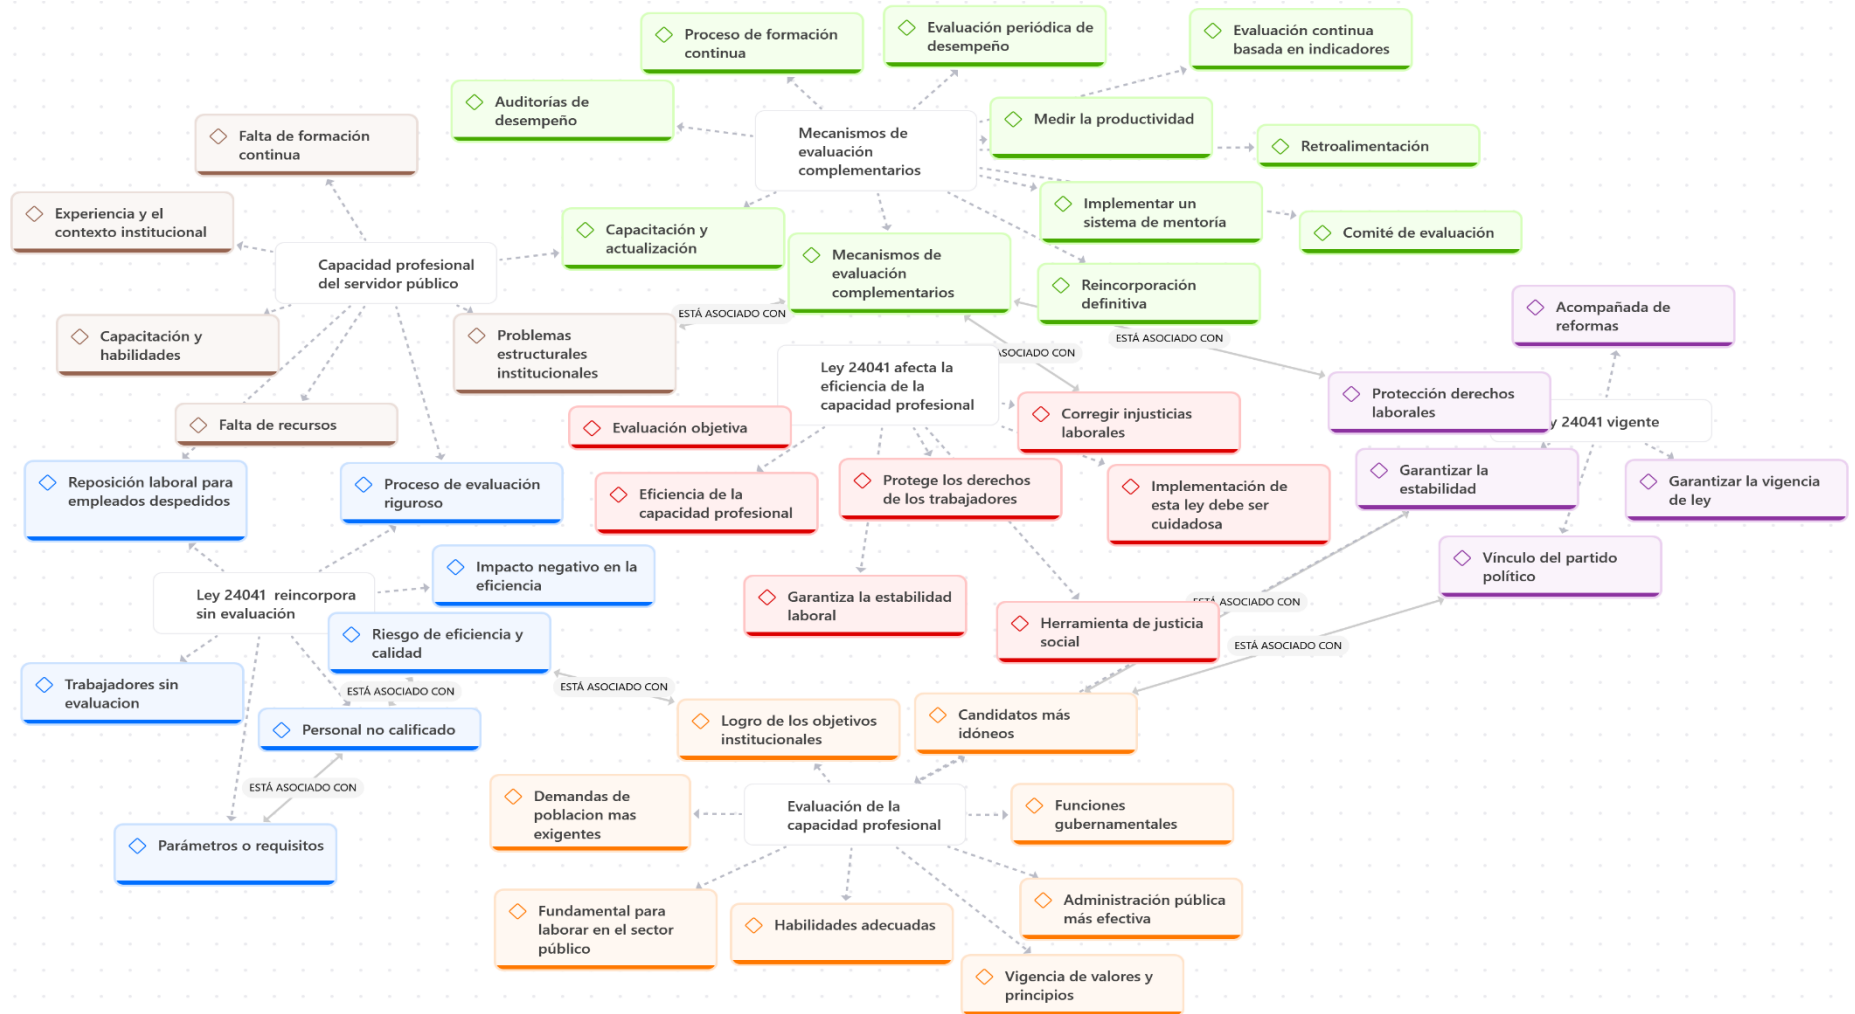 Proceso de formación
continua
Evaluación periódica de
desempeño
Evaluación continua
basada en indicadores
Auditorías de
desempeño
Mecanismos de
evaluación
complementarios
Medir la productividad
Retroalimentación
Falta de formación
continua
Experiencia y el
contexto institucional
Capacitación y
actualización
Implementar un
sistema de mentoría
Comité de evaluación
Capacidad profesional
del servidor público
Mecanismos de
evaluación
complementarios
Reincorporación
definitiva
Acompañada de
reformas
Capacitación y
habilidades
Problemas
estructurales
institucionales
ESTÁ ASOCIADO CON
ESTÁ ASOCIADO CON
ASOCIADO CON
Ley 24041 afecta la
eficiencia de la
capacidad profesional
Protección derechos
laborales
24041 vigente
Falta de recursos
Evaluación objetiva
Corregir injusticias
laborales
Reposición laboral para
empleados despedidos
Proceso de evaluación
riguroso
Eficiencia de la
capacidad profesional
Protege los derechos
de los trabajadores
Implementación de
esta ley debe ser
cuidadosa
Garantizar la
estabilidad
Garantizar la vigencia
de ley
Impacto negativo en la
eficiencia
Vínculo del partido
político
Ley 24041 reincorpora
sin evaluación
Garantiza la estabilidad
laboral
ESTÁ ASOCIADO CON
Riesgo de eficiencia y
calidad
Herramienta de justicia
social
ESTÁ ASOCIADO CON
Trabajadores sin
evaluacion
ESTÁ ASOCIADO CON
ESTÁ ASOCIADO CON
Personal no calificado
Logro de los objetivos
institucionales
Candidatos más
idóneos
ESTÁ ASOCIADO CON
Demandas de
poblacion mas
exigentes
Evaluación de la
capacidad profesional
Funciones
gubernamentales
Parámetros o requisitos
Fundamental para
laborar en el sector
público
Habilidades adecuadas
Administración pública
más efectiva
Vigencia de valores y
principios